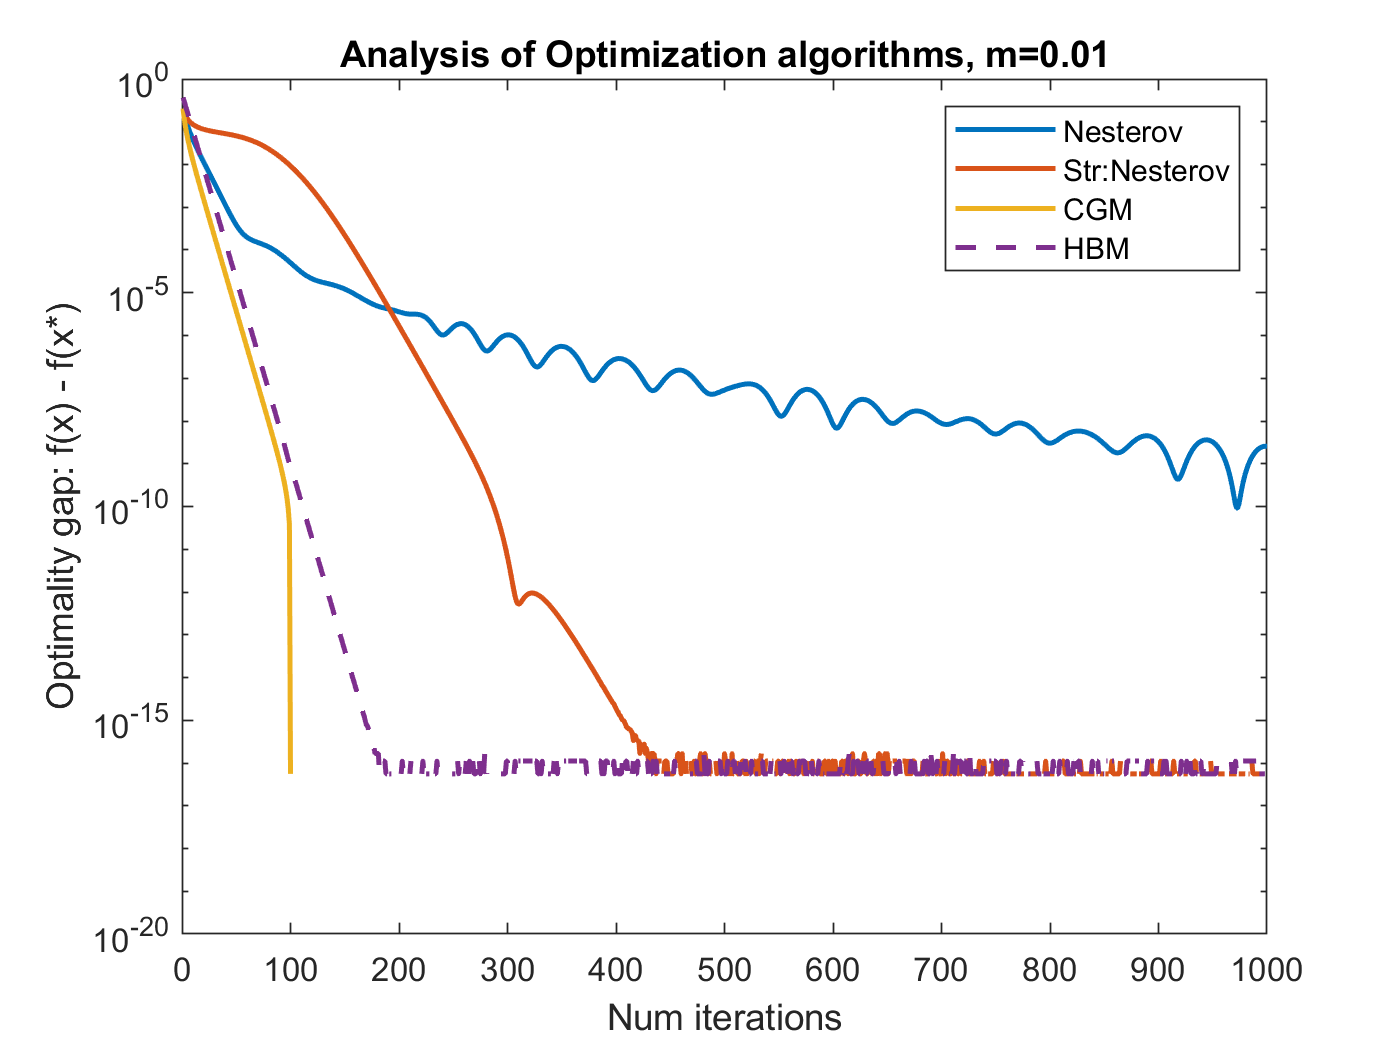 Analysis of Optimization algorithms, m=0.01
Optimality gap: f(x) - f(x*)
10^0
10^-5
10^-10
10^-15
10^-20
Nesterov
Str:Nesterov
CGM
HBM
0 100 200 300 400 500 600 700 800 900 1000
Num iterations